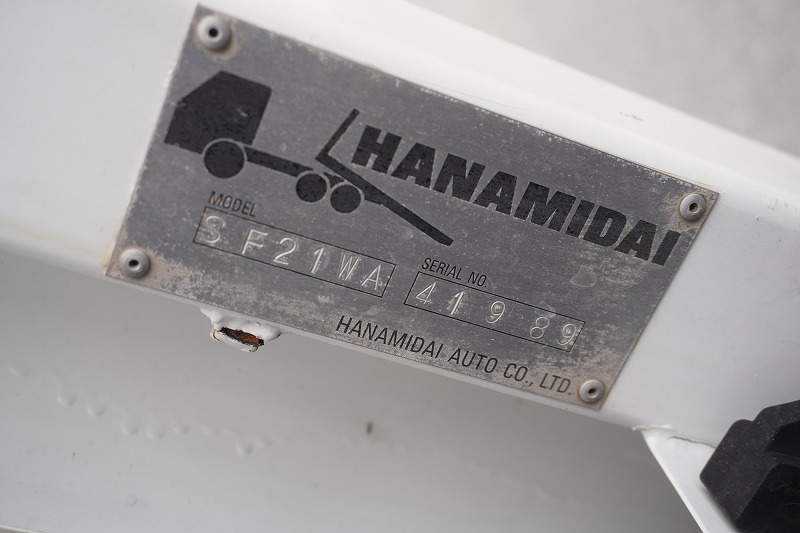 HANAMIDAI
MODEL
SF21WA
SERIAL NO.
41989
HANAMIDAI AUTO CO., LTD.